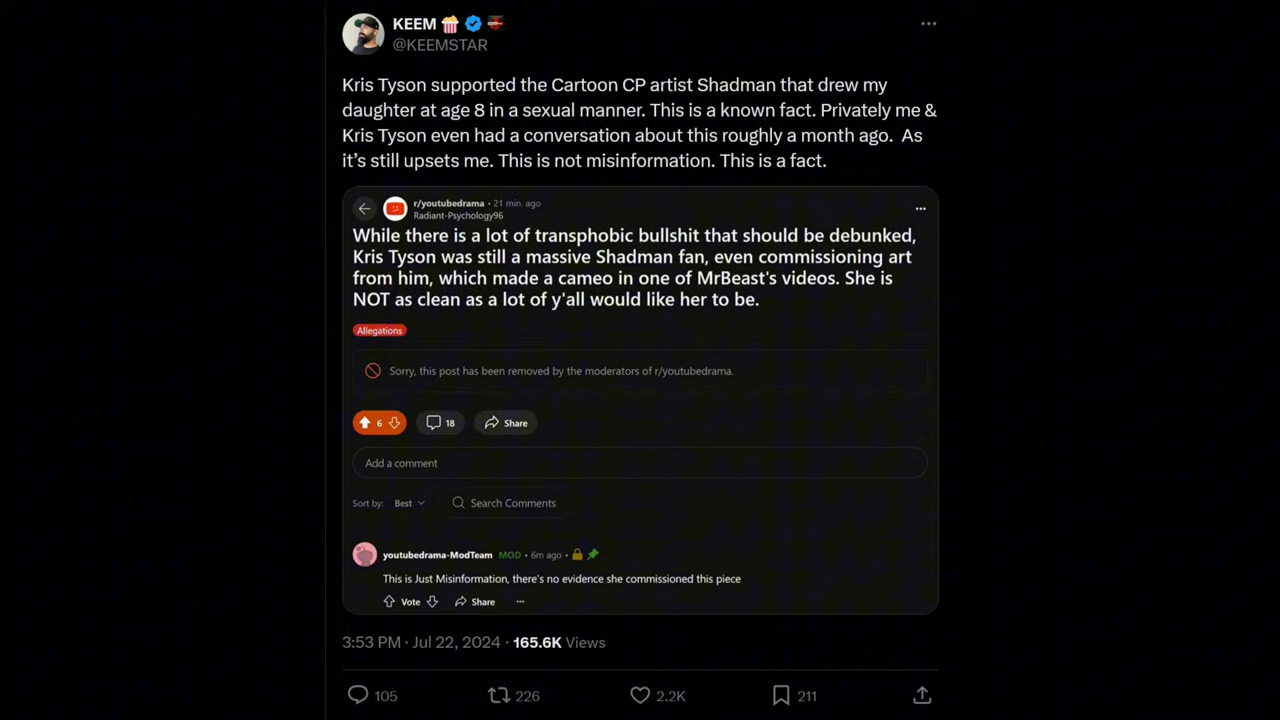 KEEM
@KEEMSTAR
Kris Tyson supported the Cartoon CP artist Shadman that drew my
daughter at age 8 in a sexual manner. This is a known fact. Privately me &
Kris Tyson even had a conversation about this roughly a month ago.  As
it's still upsets me. This is not misinformation. This is a fact.
r/youtubedrama • 21 min. ago
Radiant-Psychology96
While there is a lot of transphobic bullshit that should be debunked,
Kris Tyson was still a massive Shadman fan, even commissioning art
from him, which made a cameo in one of MrBeast's videos. She is
NOT as clean as a lot of y'all would like her to be.
Allegations
Sorry, this post has been removed by the moderators of r/youtubedrama.
6 18 Share
Add a comment
Sort by: Best Search Comments
youtubedrama-ModTeam MOD • 6m ago •
This is Just Misinformation, there's no evidence she commissioned this piece
Vote Share
3:53 PM · Jul 22, 2024 · 165.6K Views
105 226 2.2K 211